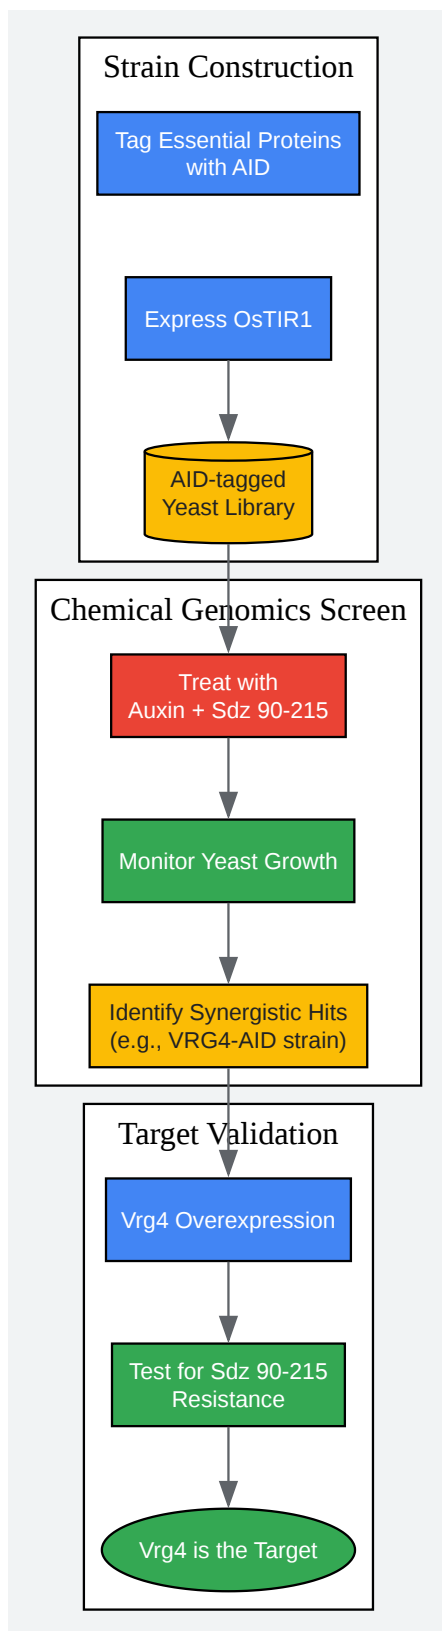 Strain Construction
Tag Essential Proteins
with AID
Express OsTIR1
AID-tagged
Yeast Library
Chemical Genomics Screen
Treat with
Auxin + Sdz 90-215
Monitor Yeast Growth
Identify Synergistic Hits
(e.g., VRG4-AID strain)
Target Validation
Vrg4 Overexpression
Test for Sdz 90-215
Resistance
Vrg4 is the Target